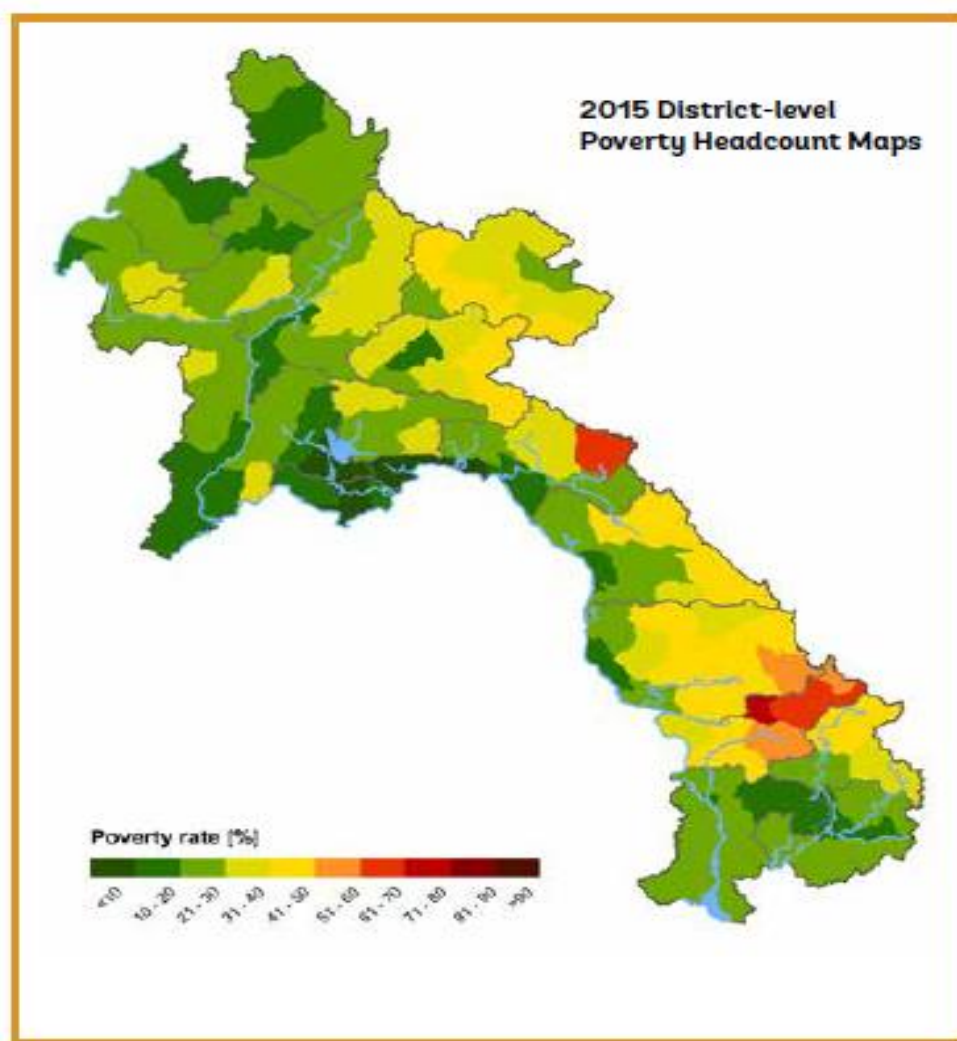 2015 District-level
Poverty Headcount Maps
Poverty rate [%]
<10
10 - 20
21 - 30
31 - 40
41 - 50
51 - 60
61 - 70
71 - 80
81 - 90
>90